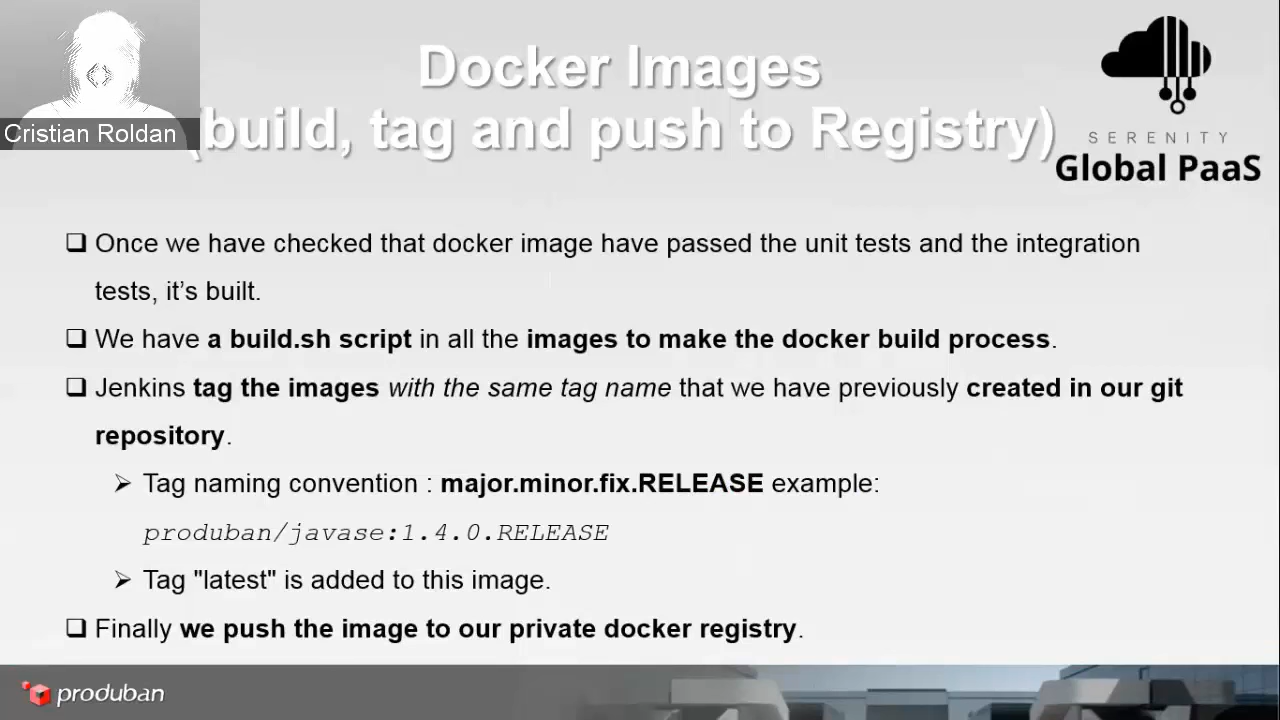 Docker Images
(build, tag and push to Registry)
Cristian Roldan
SERENITY
Global PaaS
Once we have checked that docker image have passed the unit tests and the integration
tests, it’s built.
We have a build.sh script in all the images to make the docker build process.
Jenkins tag the images with the same tag name that we have previously created in our git
repository.
Tag naming convention : major.minor.fix.RELEASE example:
produban/javase:1.4.0.RELEASE
Tag "latest" is added to this image.
Finally we push the image to our private docker registry.
produban